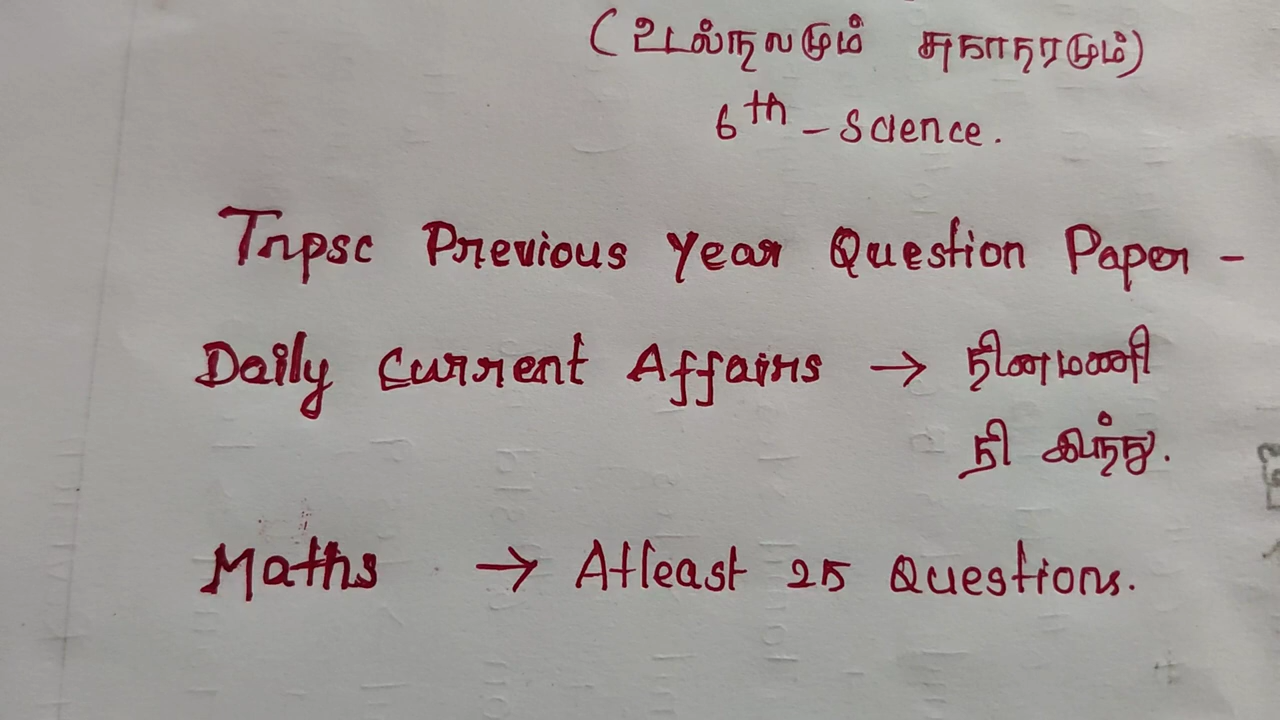 (உடல்நலமும் சுகாதாரமும்)
6th - Science.
Tnpsc Previous Year Question Paper -
Daily Current Affairs → தினமணி
தி இந்து.
Maths → Atleast 25 Questions.